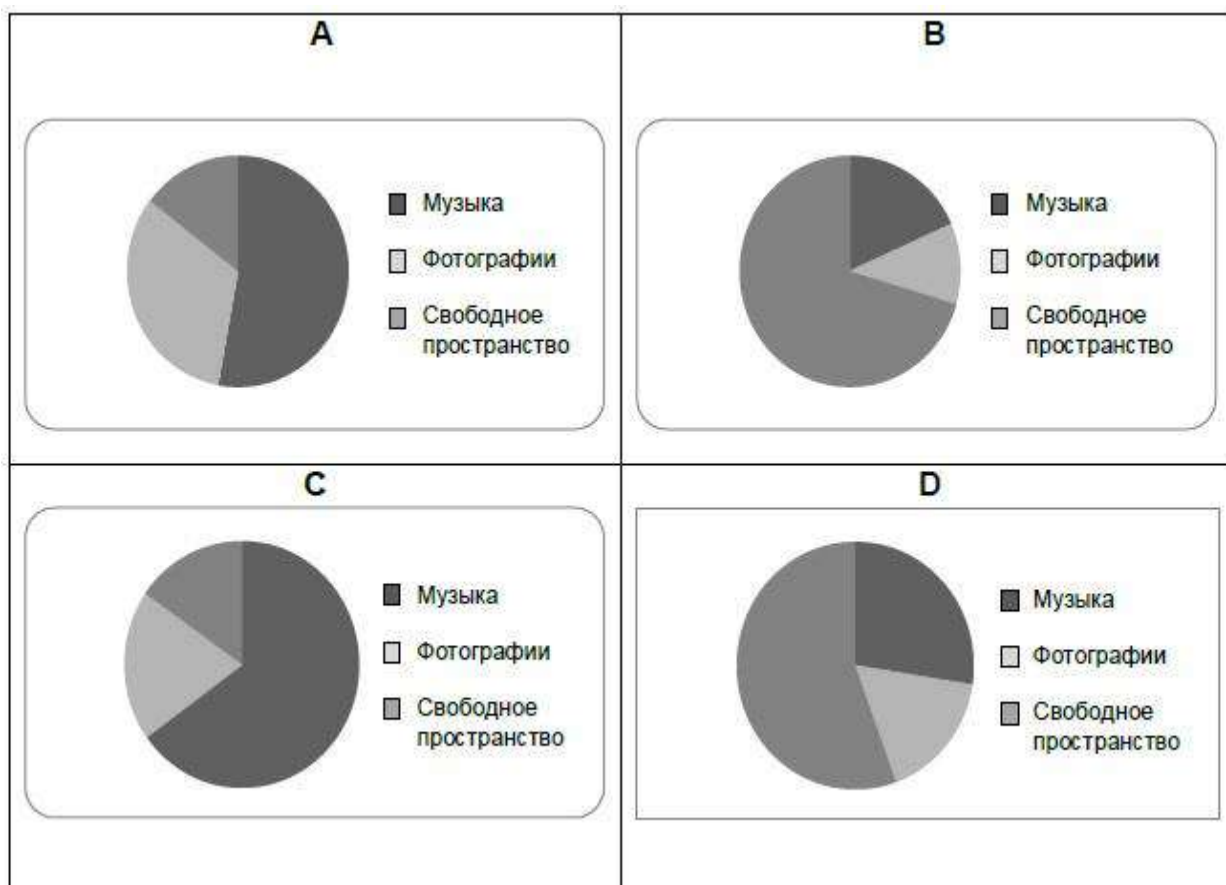 A
Музыка
Фотографии
Свободное
пространство
B
Музыка
Фотографии
Свободное
пространство
C
Музыка
Фотографии
Свободное
пространство
D
Музыка
Фотографии
Свободное
пространство